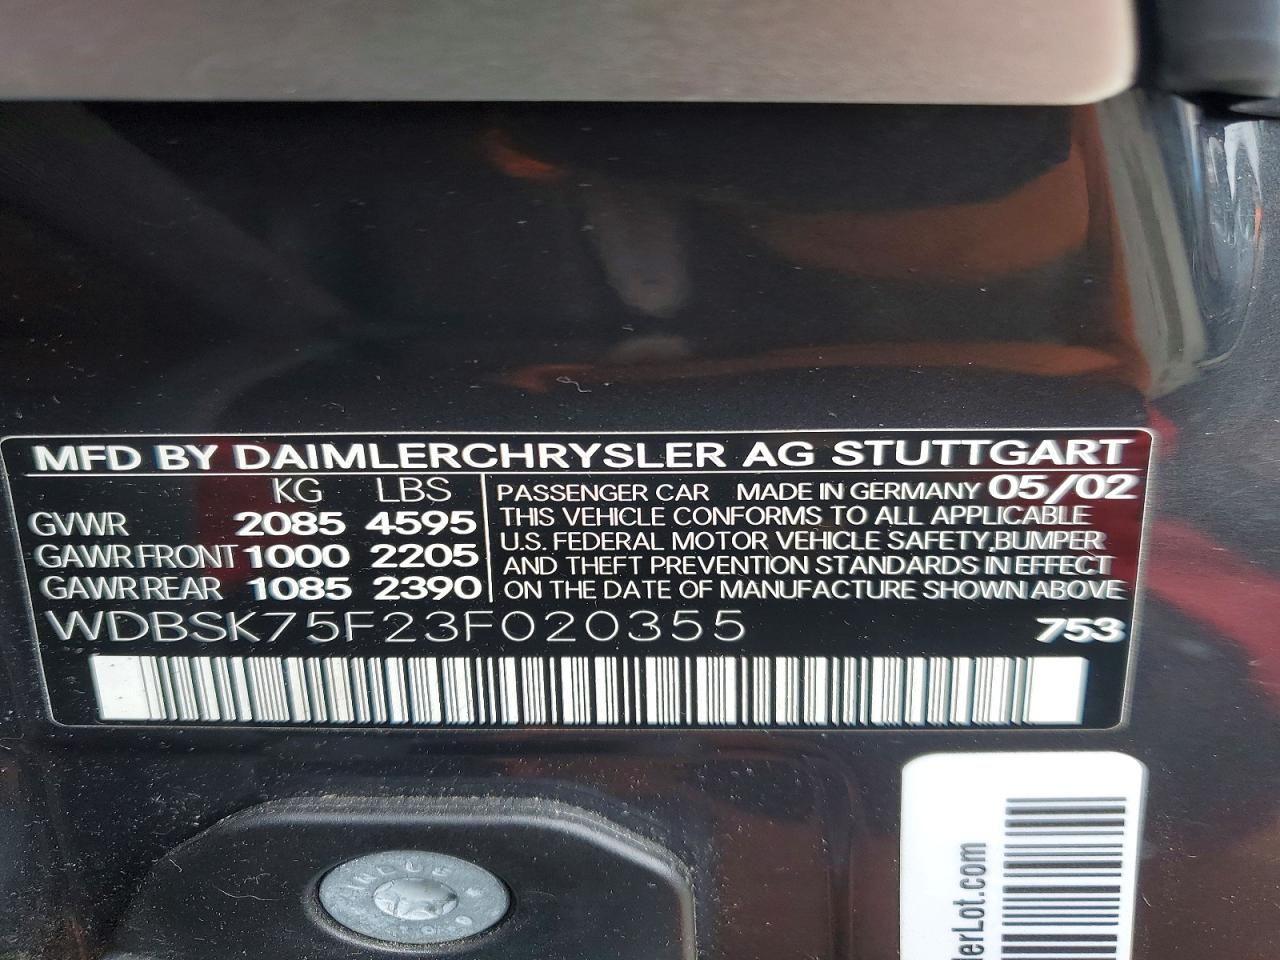 MFD BY DAIMLERCHRYSLER AG STUTTGART
KG LBS
GVWR 2085 4595
GAWR FRONT 1000 2205
GAWR REAR 1085 2390
PASSENGER CAR MADE IN GERMANY 05/02
THIS VEHICLE CONFORMS TO ALL APPLICABLE
U.S. FEDERAL MOTOR VEHICLE SAFETY, BUMPER
AND THEFT PREVENTION STANDARDS IN EFFECT
ON THE DATE OF MANUFACTURE SHOWN ABOVE
WDBSK75F23F020355
753
erLot.com